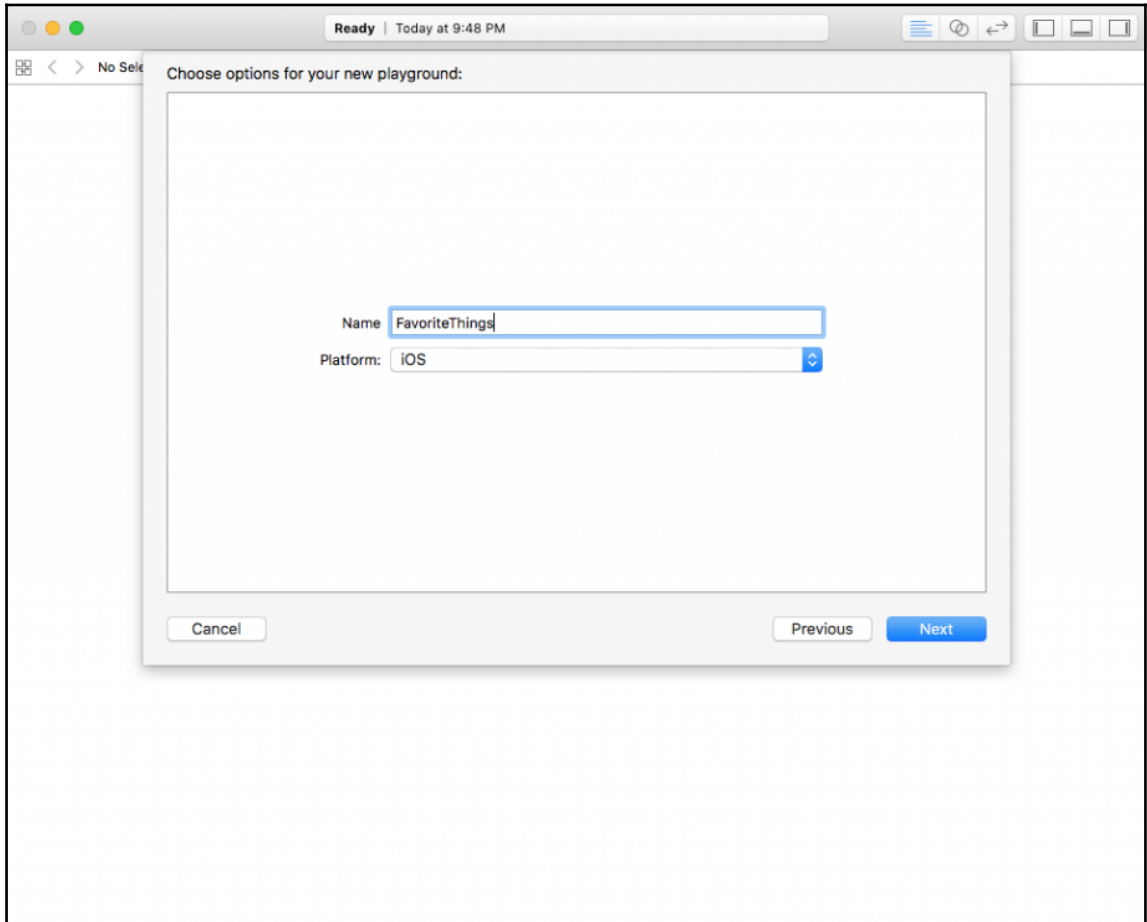 Ready | Today at 9:48 PM
No Sele
Choose options for your new playground:
Name FavoriteThings
Platform: iOS
Cancel Previous Next